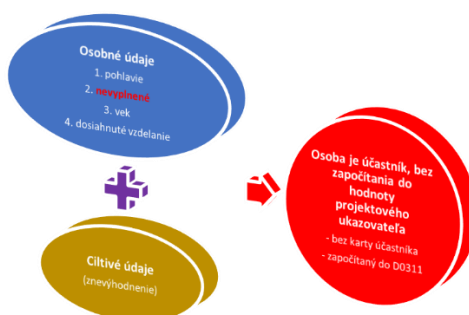 Osobné údaje
1. pohlavie
2. nevyplnené
3. vek
4. dosiahnuté vzdelanie
Citlivé údaje
(znevýhodnenie)
Osoba je účastník, bez
započítania do
hodnoty
projektového
ukazovateľa
- bez karty účastníka
- započítaný do D0311